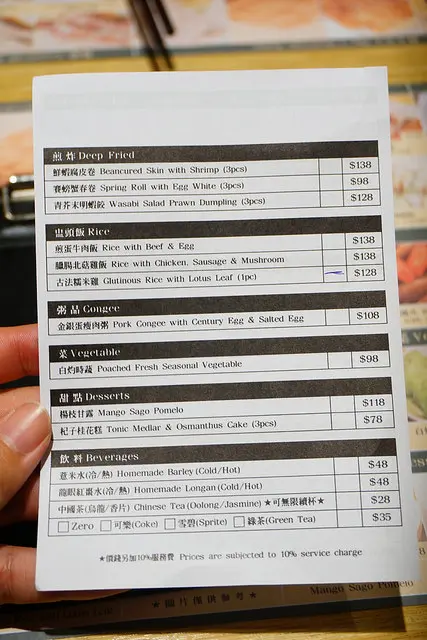 煎 炸 Deep Fried
鮮蝦腐皮卷 Beancured Skin with Shrimp (3pcs) $138
賽螃蟹春卷 Spring Roll with Egg White (3pcs) $98
青芥末明蝦餃 Wasabi Salad Prawn Dumpling (3pcs) $128
盅頭飯 Rice
煎蛋牛肉飯 Rice with Beef & Egg $138
臘腸北菇雞飯 Rice with Chicken, Sausage & Mushroom $138
古法糯米雞 Glutinous Rice with Lotus Leaf (1pc) $128
粥 品 Congee
金銀蛋瘦肉粥 Pork Congee with Century Egg & Salted Egg $108
菜 Vegetable
白灼時蔬 Poached Fresh Seasonal Vegetable $98
甜 點 Desserts
楊枝甘露 Mango Sago Pomelo $118
杞子桂花糕 Tonic Medlar & Osmanthus Cake (3pcs) $78
飲 料 Beverages
薏米水(冷/熱) Homemade Barley (Cold/Hot) $48
龍眼紅棗水(冷/熱) Homemade Longan (Cold/Hot) $48
中國茶(烏龍/香片) Chinese Tea (Oolong/Jasmine) ★可無限續杯★ $28
Zero 可樂(Coke) 雪碧(Sprite) 綠茶(Green Tea) $35
★價錢另加10%服務費 Prices are subjected to 10% service charge
Mango Sago Pomelo
★圖片僅供參考★